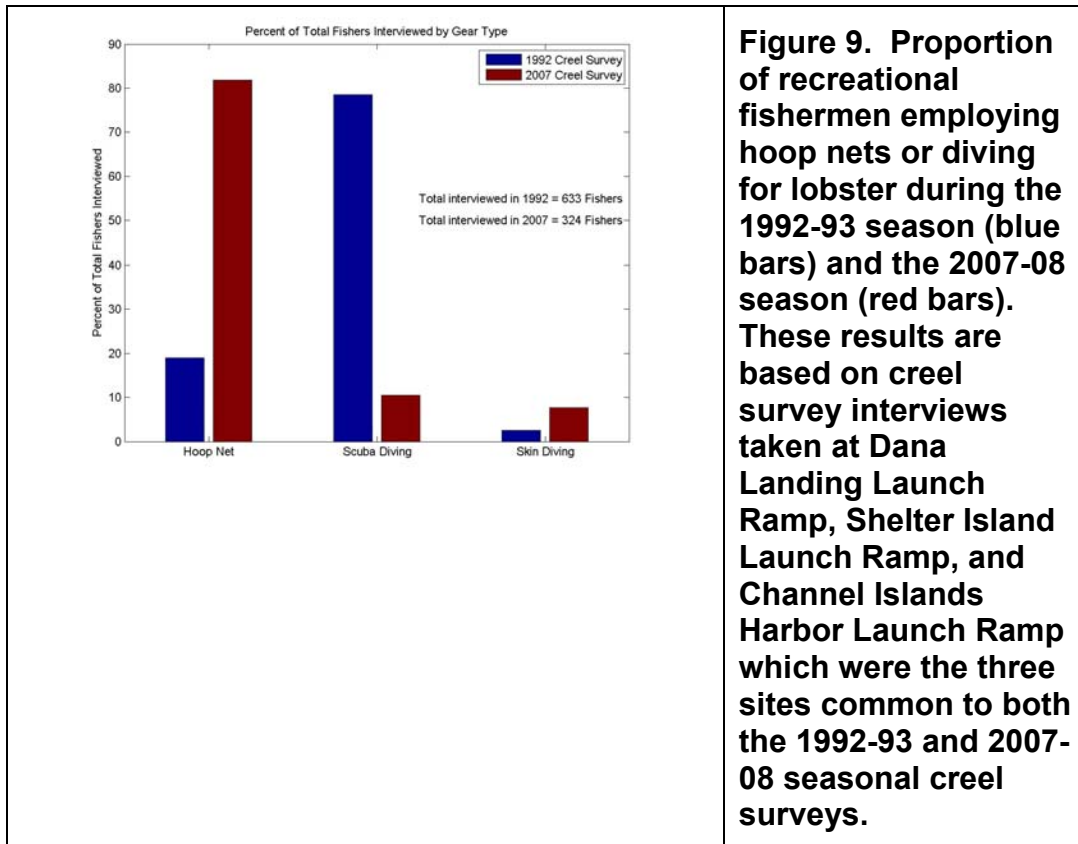 Percent of Total Fishers Interviewed by Gear Type
90
80
70
60
50
40
30
20
10
0
Percent of Total Fishers Interviewed
1992 Creel Survey
2007 Creel Survey
Total interviewed in 1992 = 633 Fishers
Total interviewed in 2007 = 324 Fishers
Hoop Net
Scuba Diving
Skin Diving
Figure 9. Proportion
of recreational
fishermen employing
hoop nets or diving
for lobster during the
1992-93 season (blue
bars) and the 2007-08
season (red bars).
These results are
based on creel
survey interviews
taken at Dana
Landing Launch
Ramp, Shelter Island
Launch Ramp, and
Channel Islands
Harbor Launch Ramp
which were the three
sites common to both
the 1992-93 and 2007-
08 seasonal creel
surveys.